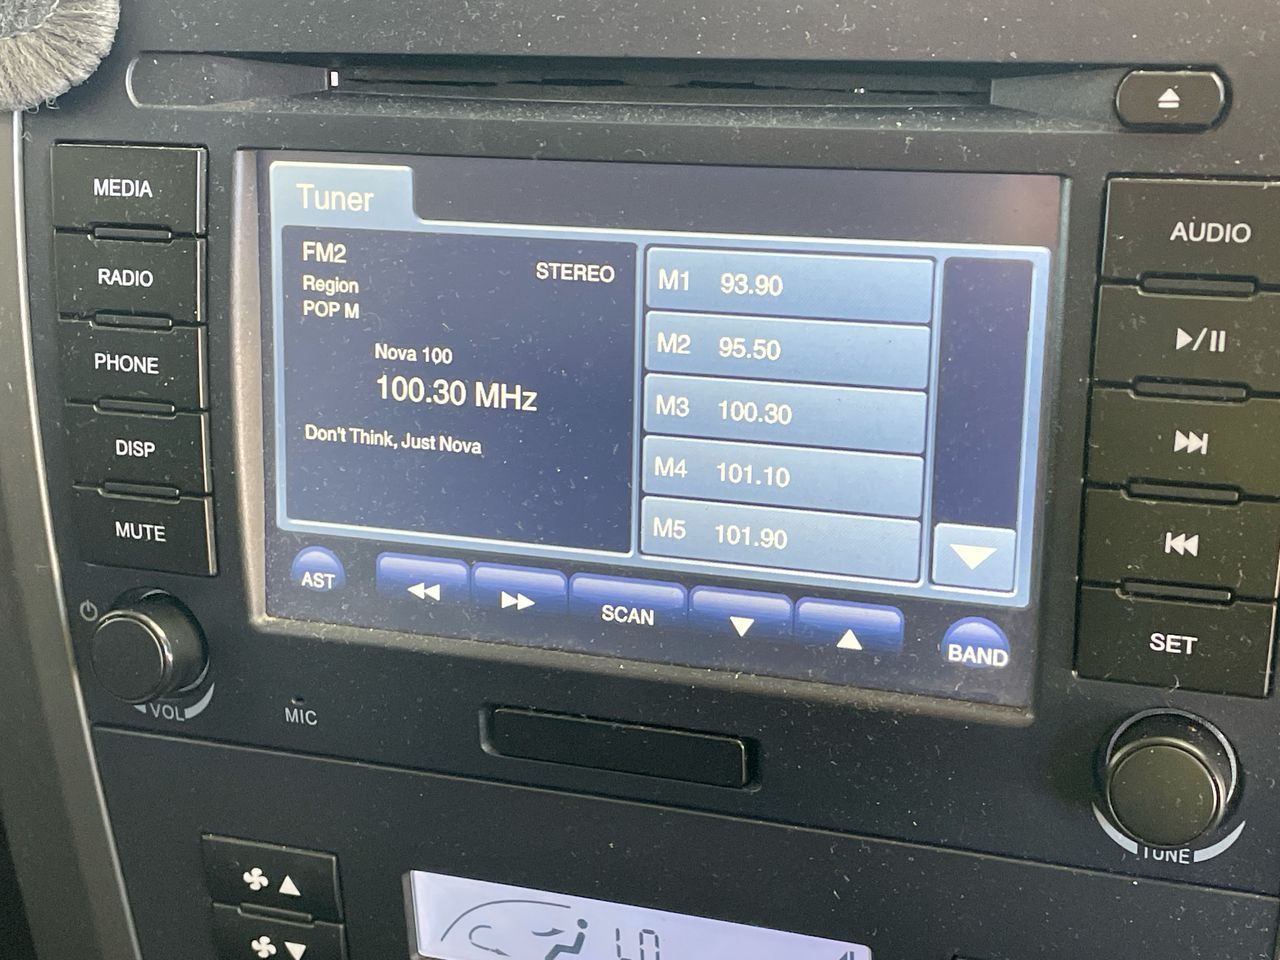 MEDIA
RADIO
PHONE
DISP
MUTE
VOL
MIC
Tuner
FM2
STEREO
Region
POP M
Nova 100
100.30 MHz
Don't Think, Just Nova
M1 93.90
M2 95.50
M3 100.30
M4 101.10
M5 101.90
AST
SCAN
BAND
AUDIO
SET
TUNE
LO